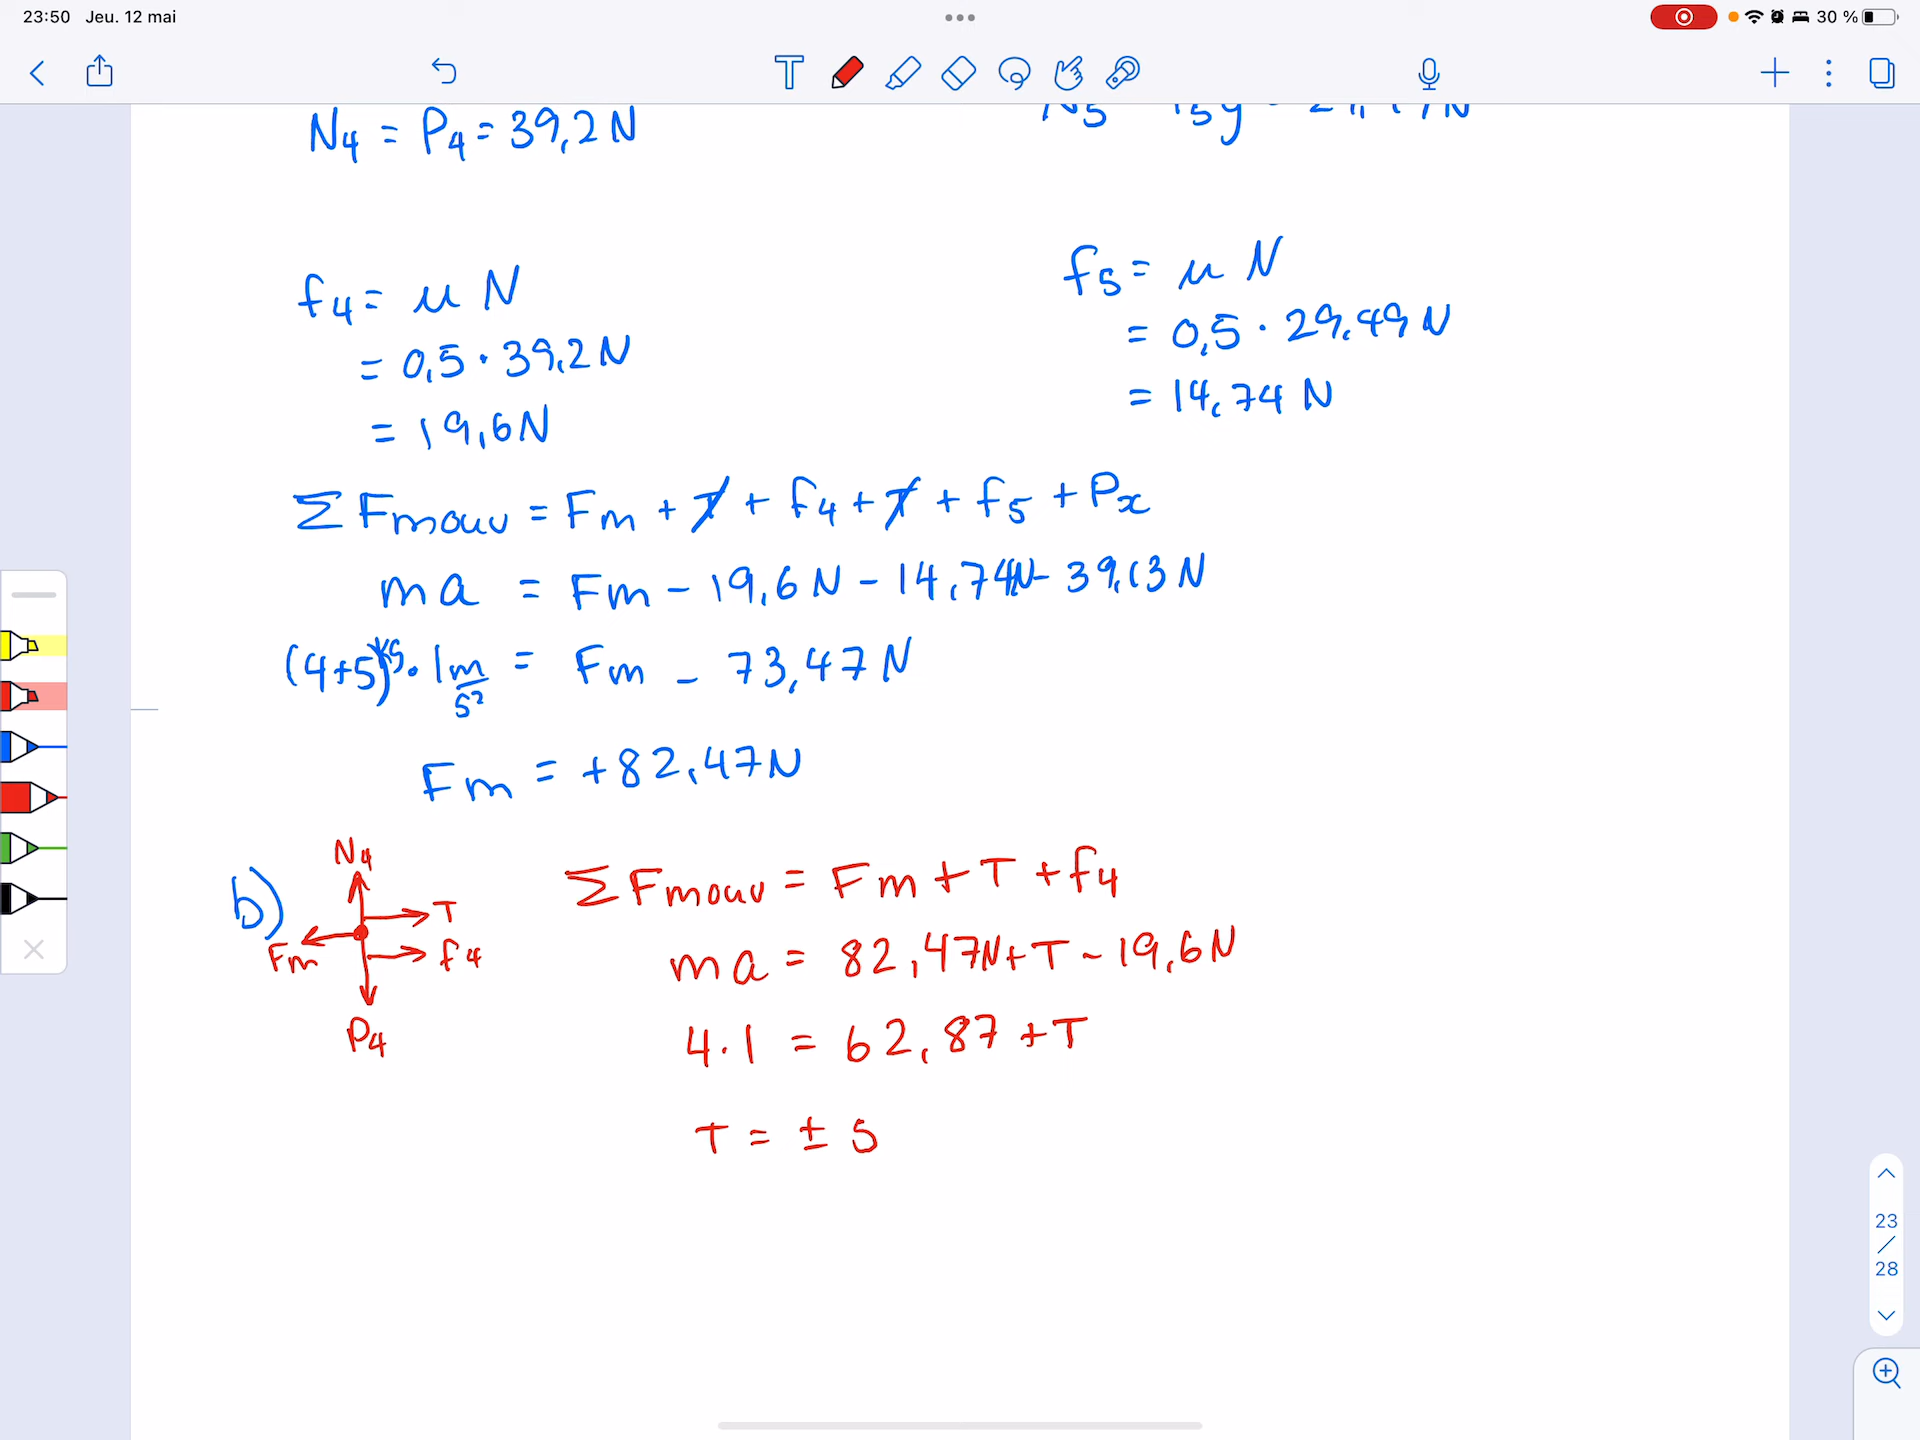 23:50 Jeu. 12 mai
30 %
N4 = P4 = 39,2 N
f4 = μ N
= 0,5 · 39,2 N
= 19,6 N
f5 = μ N
= 0,5 · 29,49 N
= 14,74 N
Σ Fmouv = Fm + T + f4 + T + f5 + Px
ma = Fm - 19,6 N - 14,74N - 39,13 N
(4+5)kg · 1 m/s² = Fm - 73,47 N
Fm = +82,47 N
b)
N4
T
Fm
f4
P4
Σ Fmouv = Fm + T + f4
ma = 82,47N + T - 19,6 N
4 · 1 = 62,87 + T
T = ± 5
23
/
28